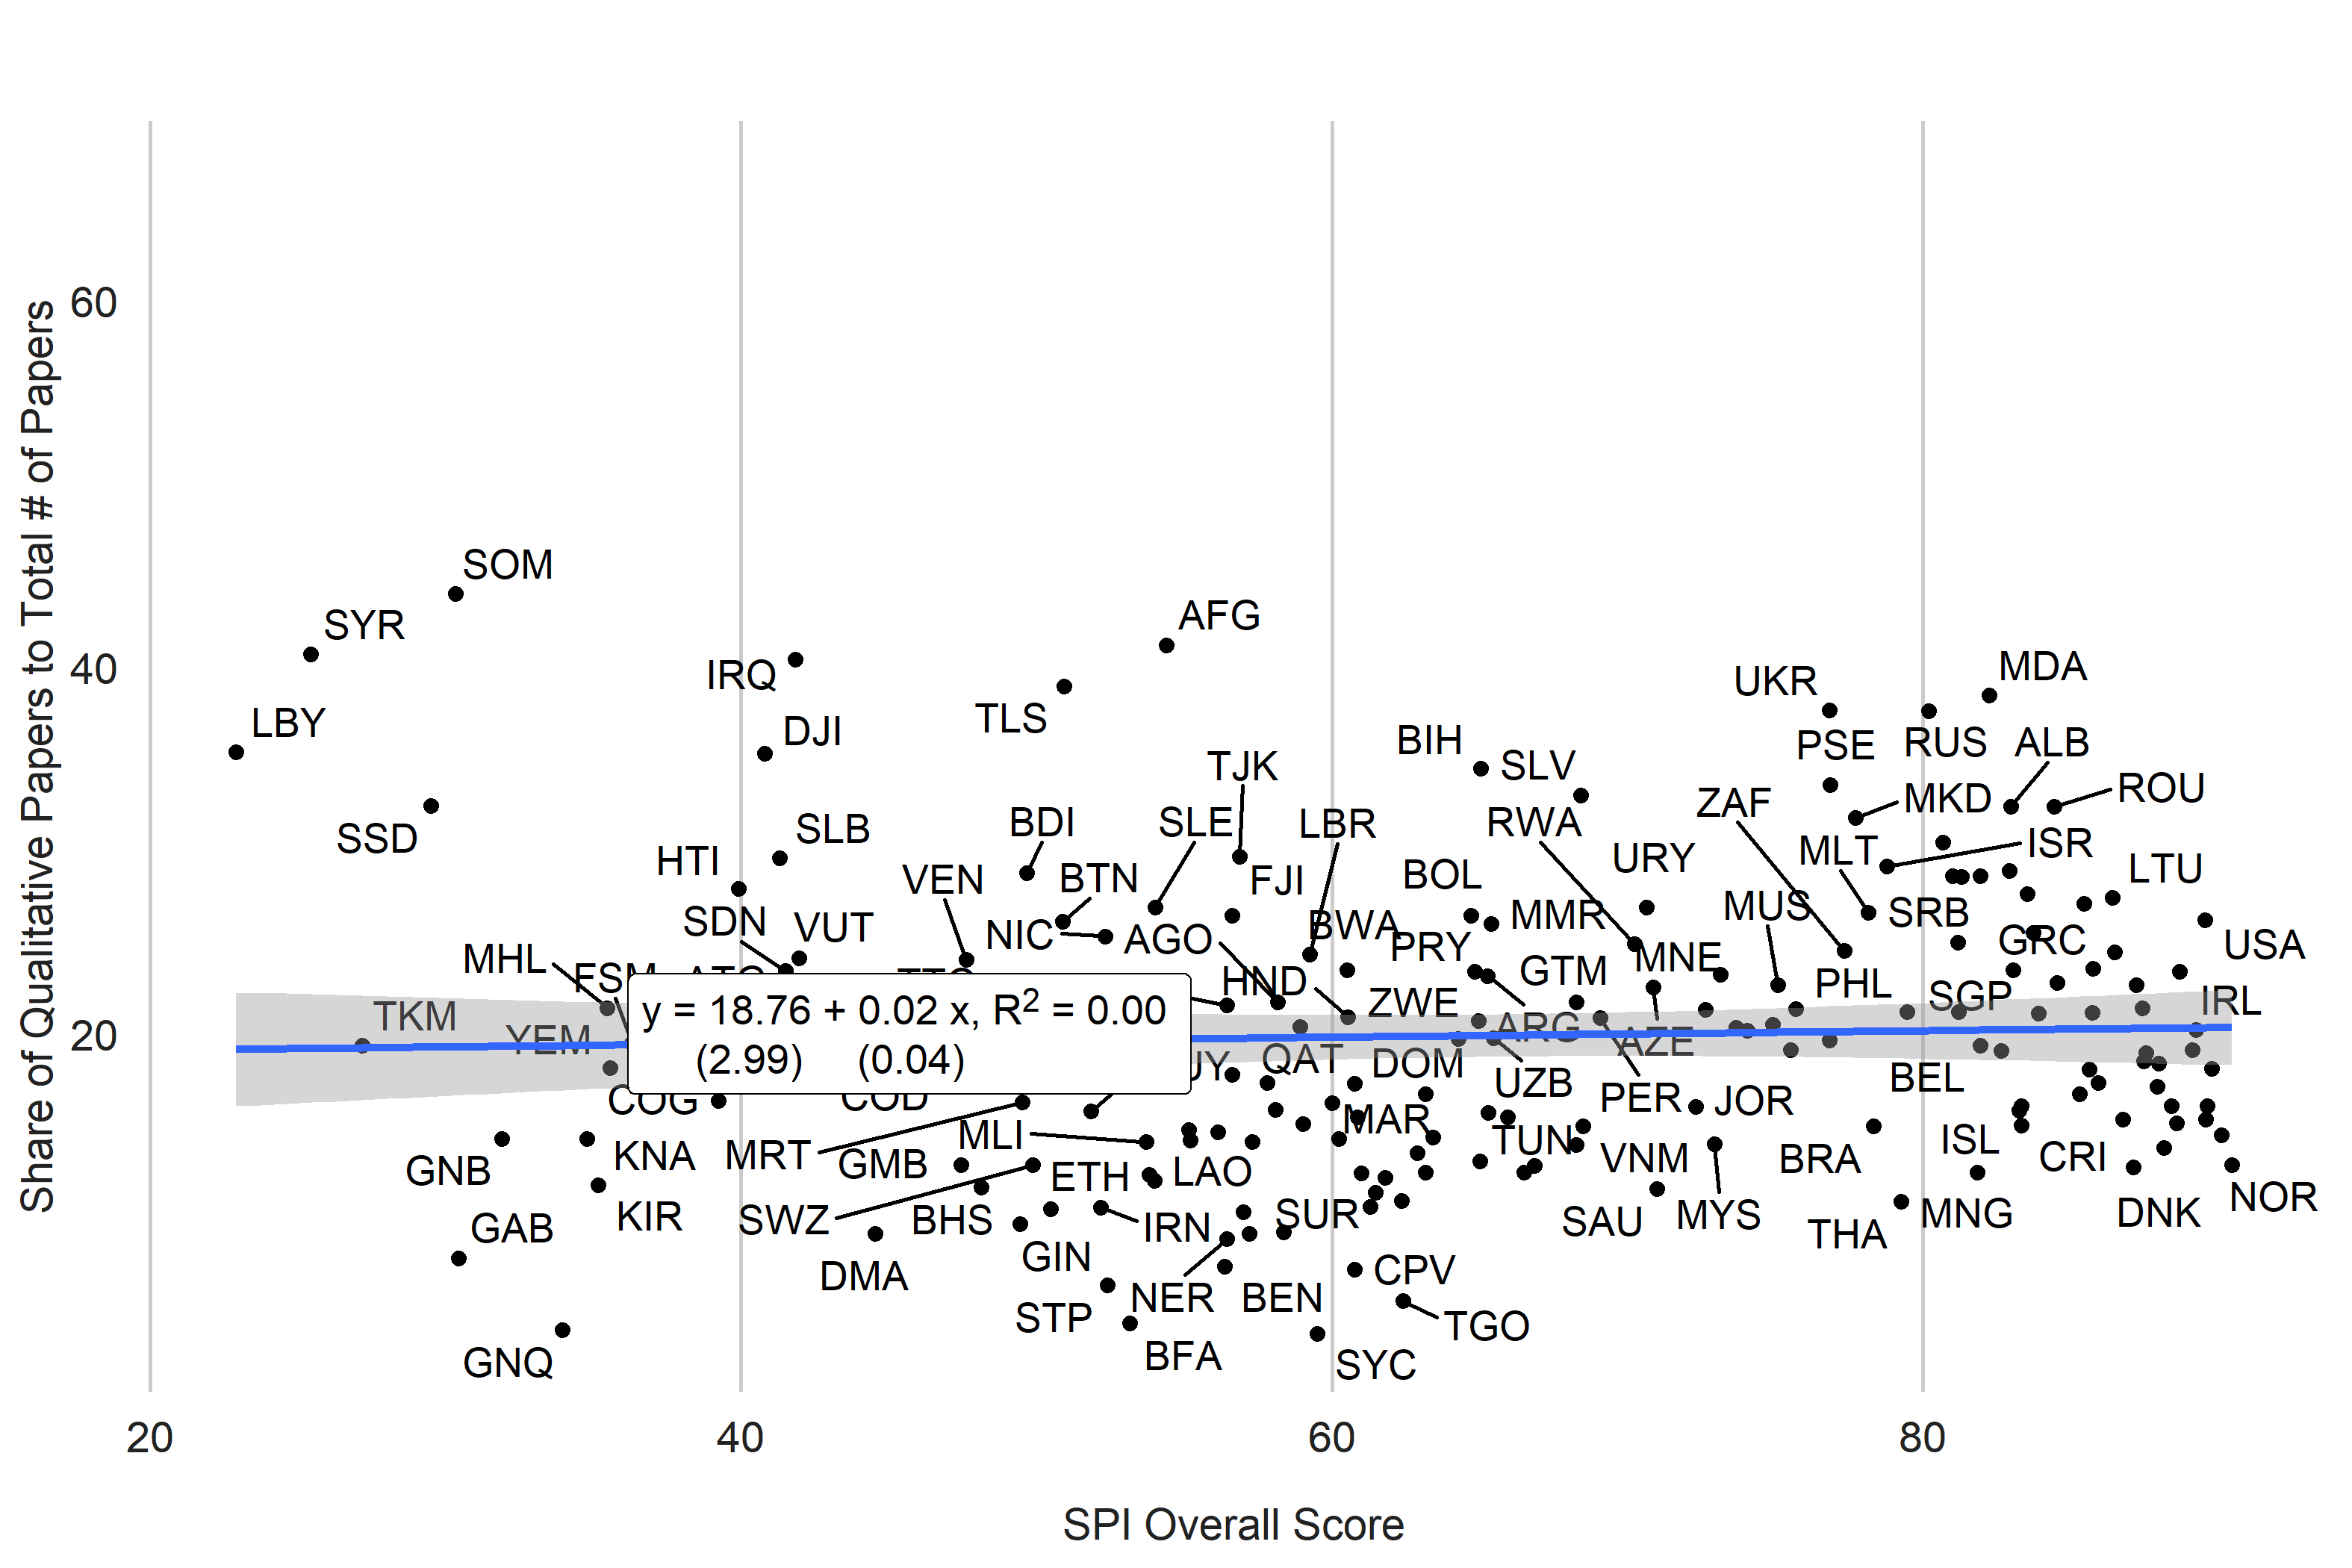 Share of Qualitative Papers to Total # of Papers
60
40
20
SOM
SYR
AFG
IRQ
MDA
UKR
LBY
TLS
DJI
BIH
PSE
RUS
ALB
SLV
TJK
ROU
SSD
SLB
BDI
SLE
LBR
RWA
ZAF
MKD
HTI
VEN
BTN
FJI
BOL
URY
MLT
ISR
LTU
SDN
VUT
NIC
AGO
BWA
PRY
MMR
MUS
SRB
GRC
USA
MHL
FSM
HND
GTM
MNE
PHL
TKM
ZWE
SGP
IRL
YEM
y = 18.76 + 0.02 x, R² = 0.00
(2.99) (0.04)
ARG
AZE
QAT
DOM
UZB
BEL
COG
COD
PER
JOR
MAR
GNB
KNA
MRT
MLI
GMB
ETH
LAO
TUN
VNM
BRA
ISL
CRI
GAB
KIR
SWZ
BHS
IRN
SUR
SAU
MYS
THA
MNG
DNK
NOR
DMA
GIN
STP
NER
BEN
CPV
TGO
GNQ
BFA
SYC
20 40 60 80
SPI Overall Score